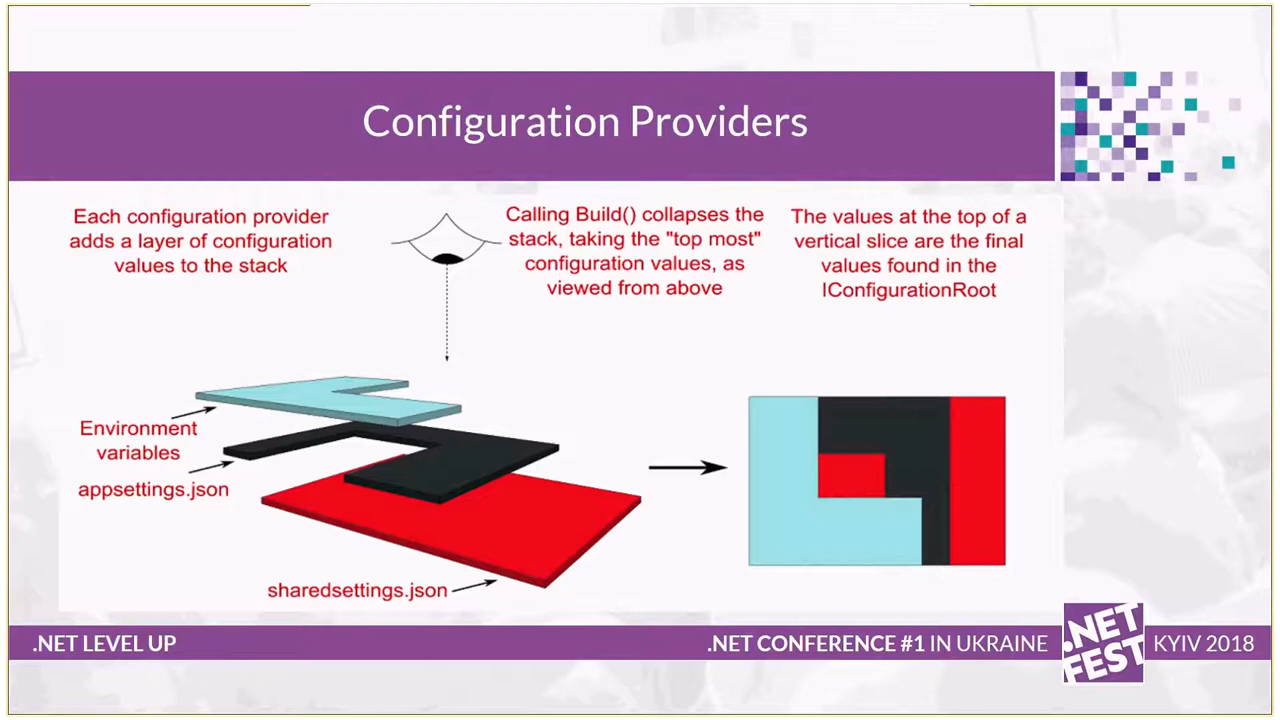 Configuration Providers
Each configuration provider
adds a layer of configuration
values to the stack
Calling Build() collapses the
stack, taking the "top most"
configuration values, as
viewed from above
The values at the top of a
vertical slice are the final
values found in the
IConfigurationRoot
Environment
variables
appsettings.json
sharedsettings.json
.NET LEVEL UP
.NET CONFERENCE #1 IN UKRAINE
.NET
FEST
KYIV 2018